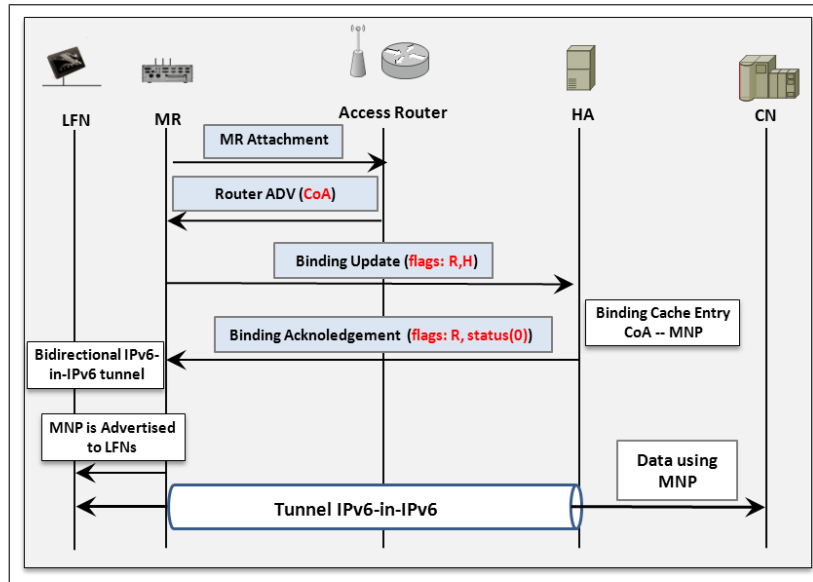 LFN
MR
Access Router
HA
CN
MR Attachment
Router ADV (CoA)
Binding Update (flags: R,H)
Binding Cache Entry
CoA -- MNP
Binding Acknoledgement (flags: R, status(0))
Bidirectional IPv6-
in-IPv6 tunnel
MNP is Advertised
to LFNs
Data using
MNP
Tunnel IPv6-in-IPv6